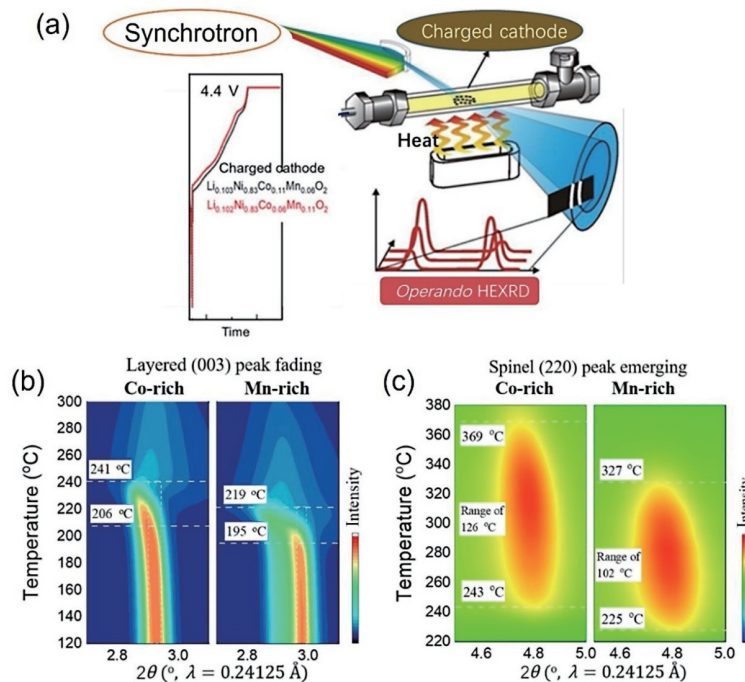 (a)
Synchrotron
Charged cathode
4.4 V
Heat
Charged cathode
Li0.103Ni0.83Co0.11Mn0.06O2
Li0.102Ni0.83Co0.06Mn0.11O2
Time
Operando HEXRD
(b)
Layered (003) peak fading
Co-rich
Mn-rich
Temperature (°C)
300
280
260
240
220
200
180
160
140
120
241 °C
206 °C
219 °C
195 °C
2.8
3.0
2.8
3.0
2θ (°, λ = 0.24125 Å)
Intensity
(c)
Spinel (220) peak emerging
Co-rich
Mn-rich
Temperature (°C)
380
360
340
320
300
280
260
240
220
369 °C
Range of
126 °C
243 °C
327 °C
Range of
102 °C
225 °C
4.6
4.8
5.0
4.6
4.8
5.0
2θ (°, λ = 0.24125 Å)